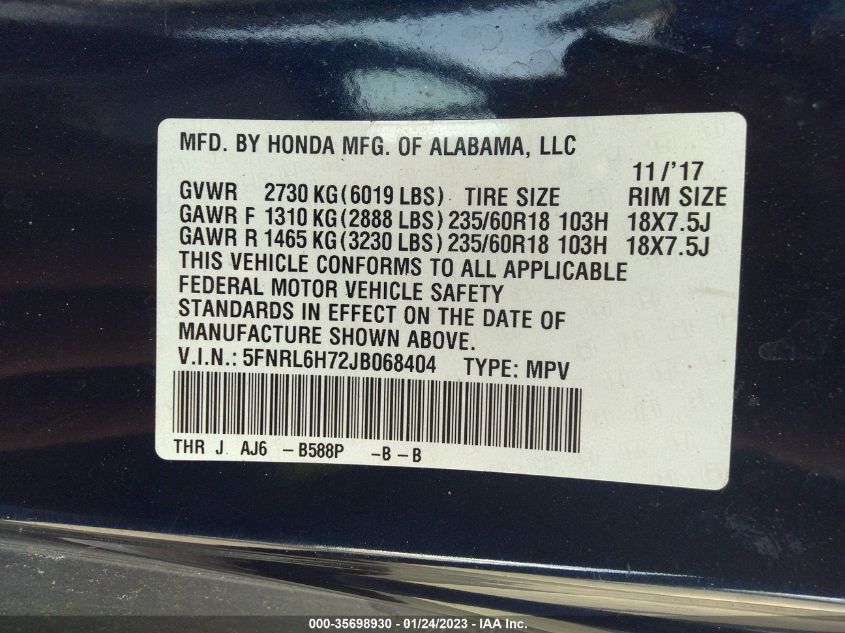 MFD. BY HONDA MFG. OF ALABAMA, LLC
11/'17
GVWR 2730 KG(6019 LBS) TIRE SIZE RIM SIZE
GAWR F 1310 KG(2888 LBS) 235/60R18 103H 18X7.5J
GAWR R 1465 KG(3230 LBS) 235/60R18 103H 18X7.5J
THIS VEHICLE CONFORMS TO ALL APPLICABLE
FEDERAL MOTOR VEHICLE SAFETY
STANDARDS IN EFFECT ON THE DATE OF
MANUFACTURE SHOWN ABOVE.
V.I.N.: 5FNRL6H72JB068404 TYPE: MPV
THR J AJ6 -B588P -B-B
000-35698930 - 01/24/2023 - IAA Inc.